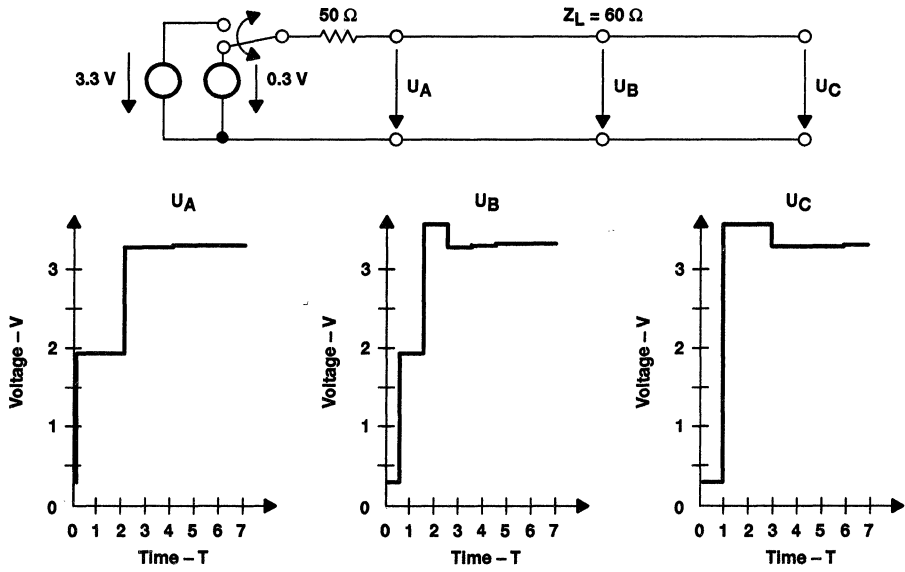 50 Ω
Z_L = 60 Ω
3.3 V
0.3 V
U_A
U_B
U_C
U_A
U_B
U_C
Voltage – V
3
2
1
0
0 1 2 3 4 5 6 7
Time – T
Voltage – V
3
2
1
0
0 1 2 3 4 5 6 7
Time – T
Voltage – V
3
2
1
0
0 1 2 3 4 5 6 7
Time – T